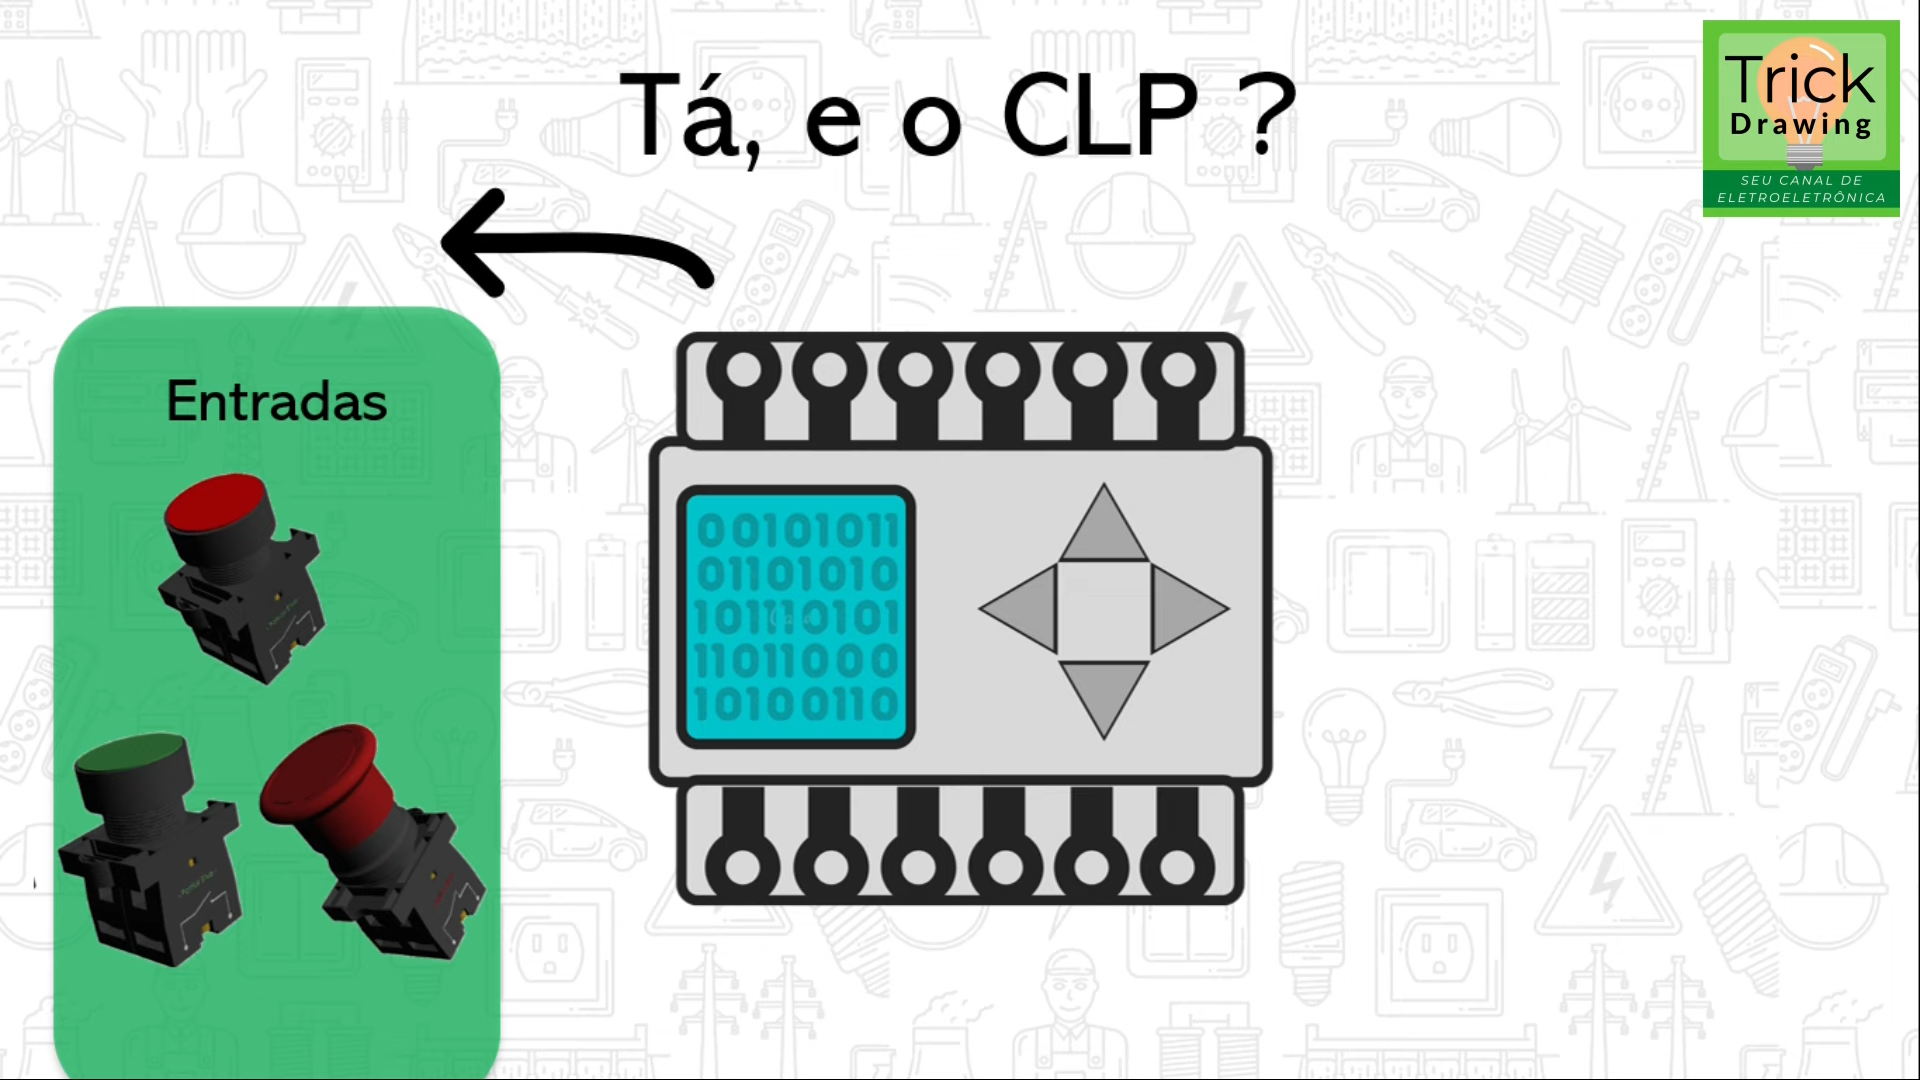 Tá, e o CLP ?
Trick
Drawing
SEU CANAL DE
ELETROELETRÔNICA
Entradas
00101011
01101010
101110101
11011000
10100110